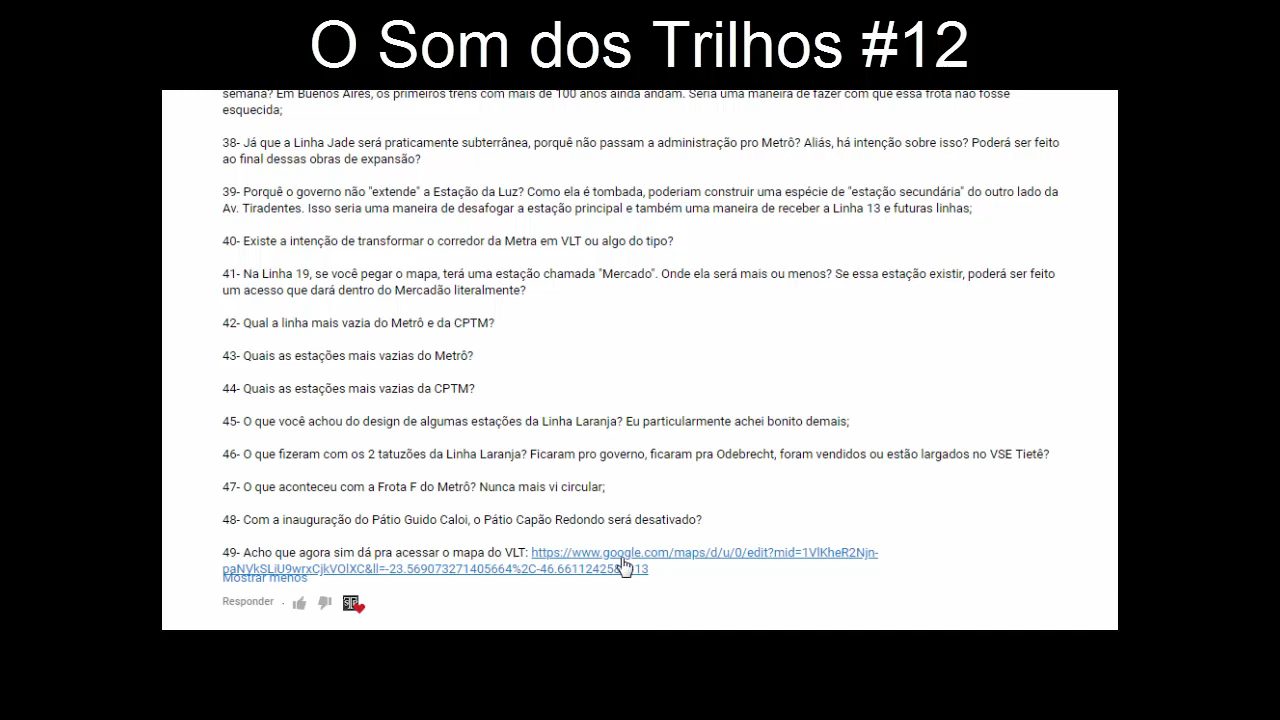 O Som dos Trilhos #12
semana? Em Buenos Aires, os primeiros trens com mais de 100 anos ainda andam. Seria uma maneira de fazer com que essa frota não fosse
esquecida;
38- Já que a Linha Jade será praticamente subterrânea, porquê não passam a administração pro Metrô? Aliás, há intenção sobre isso? Poderá ser feito
ao final dessas obras de expansão?
39- Porquê o governo não "extende" a Estação da Luz? Como ela é tombada, poderiam construir uma espécie de "estação secundária" do outro lado da
Av. Tiradentes. Isso seria uma maneira de desafogar a estação principal e também uma maneira de receber a Linha 13 e futuras linhas;
40- Existe a intenção de transformar o corredor da Metra em VLT ou algo do tipo?
41- Na Linha 19, se você pegar o mapa, terá uma estação chamada "Mercado". Onde ela será mais ou menos? Se essa estação existir, poderá ser feito
um acesso que dará dentro do Mercadão literalmente?
42- Qual a linha mais vazia do Metrô e da CPTM?
43- Quais as estações mais vazias do Metrô?
44- Quais as estações mais vazias da CPTM?
45- O que você achou do design de algumas estações da Linha Laranja? Eu particularmente achei bonito demais;
46- O que fizeram com os 2 tatuzões da Linha Laranja? Ficaram pro governo, ficaram pra Odebrecht, foram vendidos ou estão largados no VSE Tietê?
47- O que aconteceu com a Frota F do Metrô? Nunca mais vi circular;
48- Com a inauguração do Pátio Guido Caloi, o Pátio Capão Redondo será desativado?
49- Acho que agora sim dá pra acessar o mapa do VLT: https://www.google.com/maps/d/u/0/edit?mid=1VlKheR2Njn-
Mostrar menos
Responder